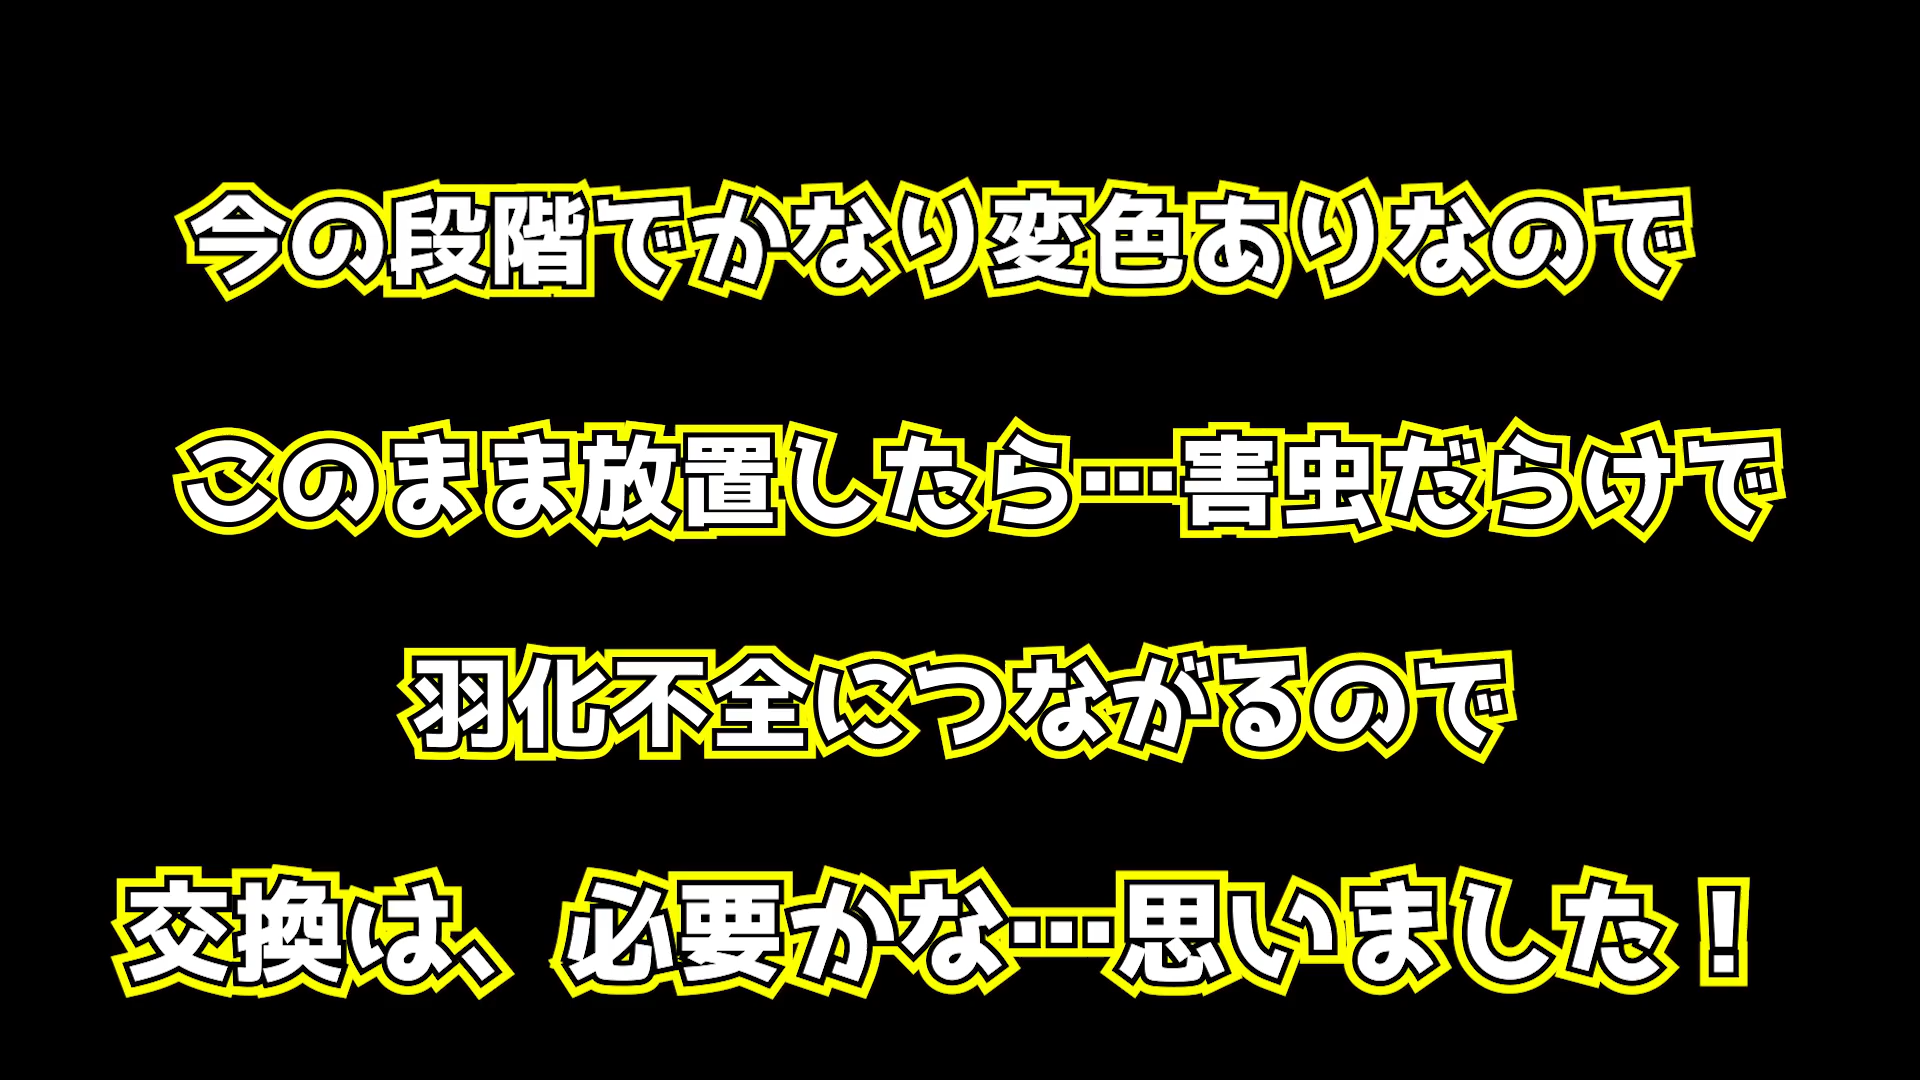 今の段階でかなり変色ありなので
このまま放置したら…害虫だらけで
羽化不全につながるので
交換は、必要かな…思いました！